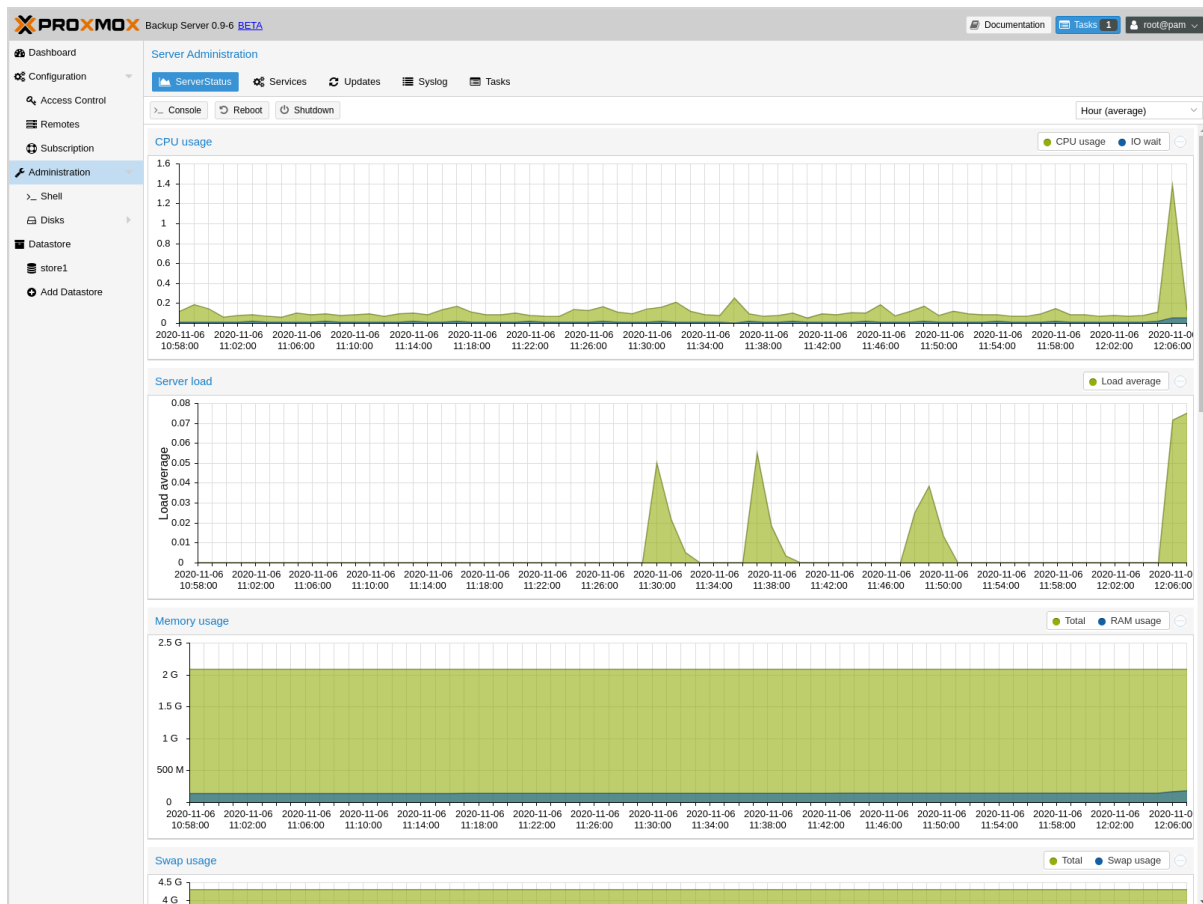 PROXMOX Backup Server 0.9-6 BETA
Documentation Tasks 1 root@pam
Dashboard
Configuration
Access Control
Remotes
Subscription
Administration
Shell
Disks
Datastore
store1
Add Datastore
Server Administration
ServerStatus Services Updates Syslog Tasks
>_ Console Reboot Shutdown
Hour (average)
CPU usage
CPU usage IO wait
1.6
1.4
1.2
1
0.8
0.6
0.4
0.2
0
2020-11-06 2020-11-06 2020-11-06 2020-11-06 2020-11-06 2020-11-06 2020-11-06 2020-11-06 2020-11-06 2020-11-06 2020-11-06 2020-11-06 2020-11-06 2020-11-06 2020-11-06 2020-11-06 2020-11-06 2020-11-06
10:58:00 11:02:00 11:06:00 11:10:00 11:14:00 11:18:00 11:22:00 11:26:00 11:30:00 11:34:00 11:38:00 11:42:00 11:46:00 11:50:00 11:54:00 11:58:00 12:02:00 12:06:00
Server load
Load average
Load average
0.08
0.07
0.06
0.05
0.04
0.03
0.02
0.01
0
2020-11-06 2020-11-06 2020-11-06 2020-11-06 2020-11-06 2020-11-06 2020-11-06 2020-11-06 2020-11-06 2020-11-06 2020-11-06 2020-11-06 2020-11-06 2020-11-06 2020-11-06 2020-11-06 2020-11-06 2020-11-0
10:58:00 11:02:00 11:06:00 11:10:00 11:14:00 11:18:00 11:22:00 11:26:00 11:30:00 11:34:00 11:38:00 11:42:00 11:46:00 11:50:00 11:54:00 11:58:00 12:02:00 12:06:00
Memory usage
Total RAM usage
2.5 G
2 G
1.5 G
1 G
500 M
0
2020-11-06 2020-11-06 2020-11-06 2020-11-06 2020-11-06 2020-11-06 2020-11-06 2020-11-06 2020-11-06 2020-11-06 2020-11-06 2020-11-06 2020-11-06 2020-11-06 2020-11-06 2020-11-06 2020-11-06 2020-11-0
10:58:00 11:02:00 11:06:00 11:10:00 11:14:00 11:18:00 11:22:00 11:26:00 11:30:00 11:34:00 11:38:00 11:42:00 11:46:00 11:50:00 11:54:00 11:58:00 12:02:00 12:06:00
Swap usage
Total Swap usage
4.5 G
4 G